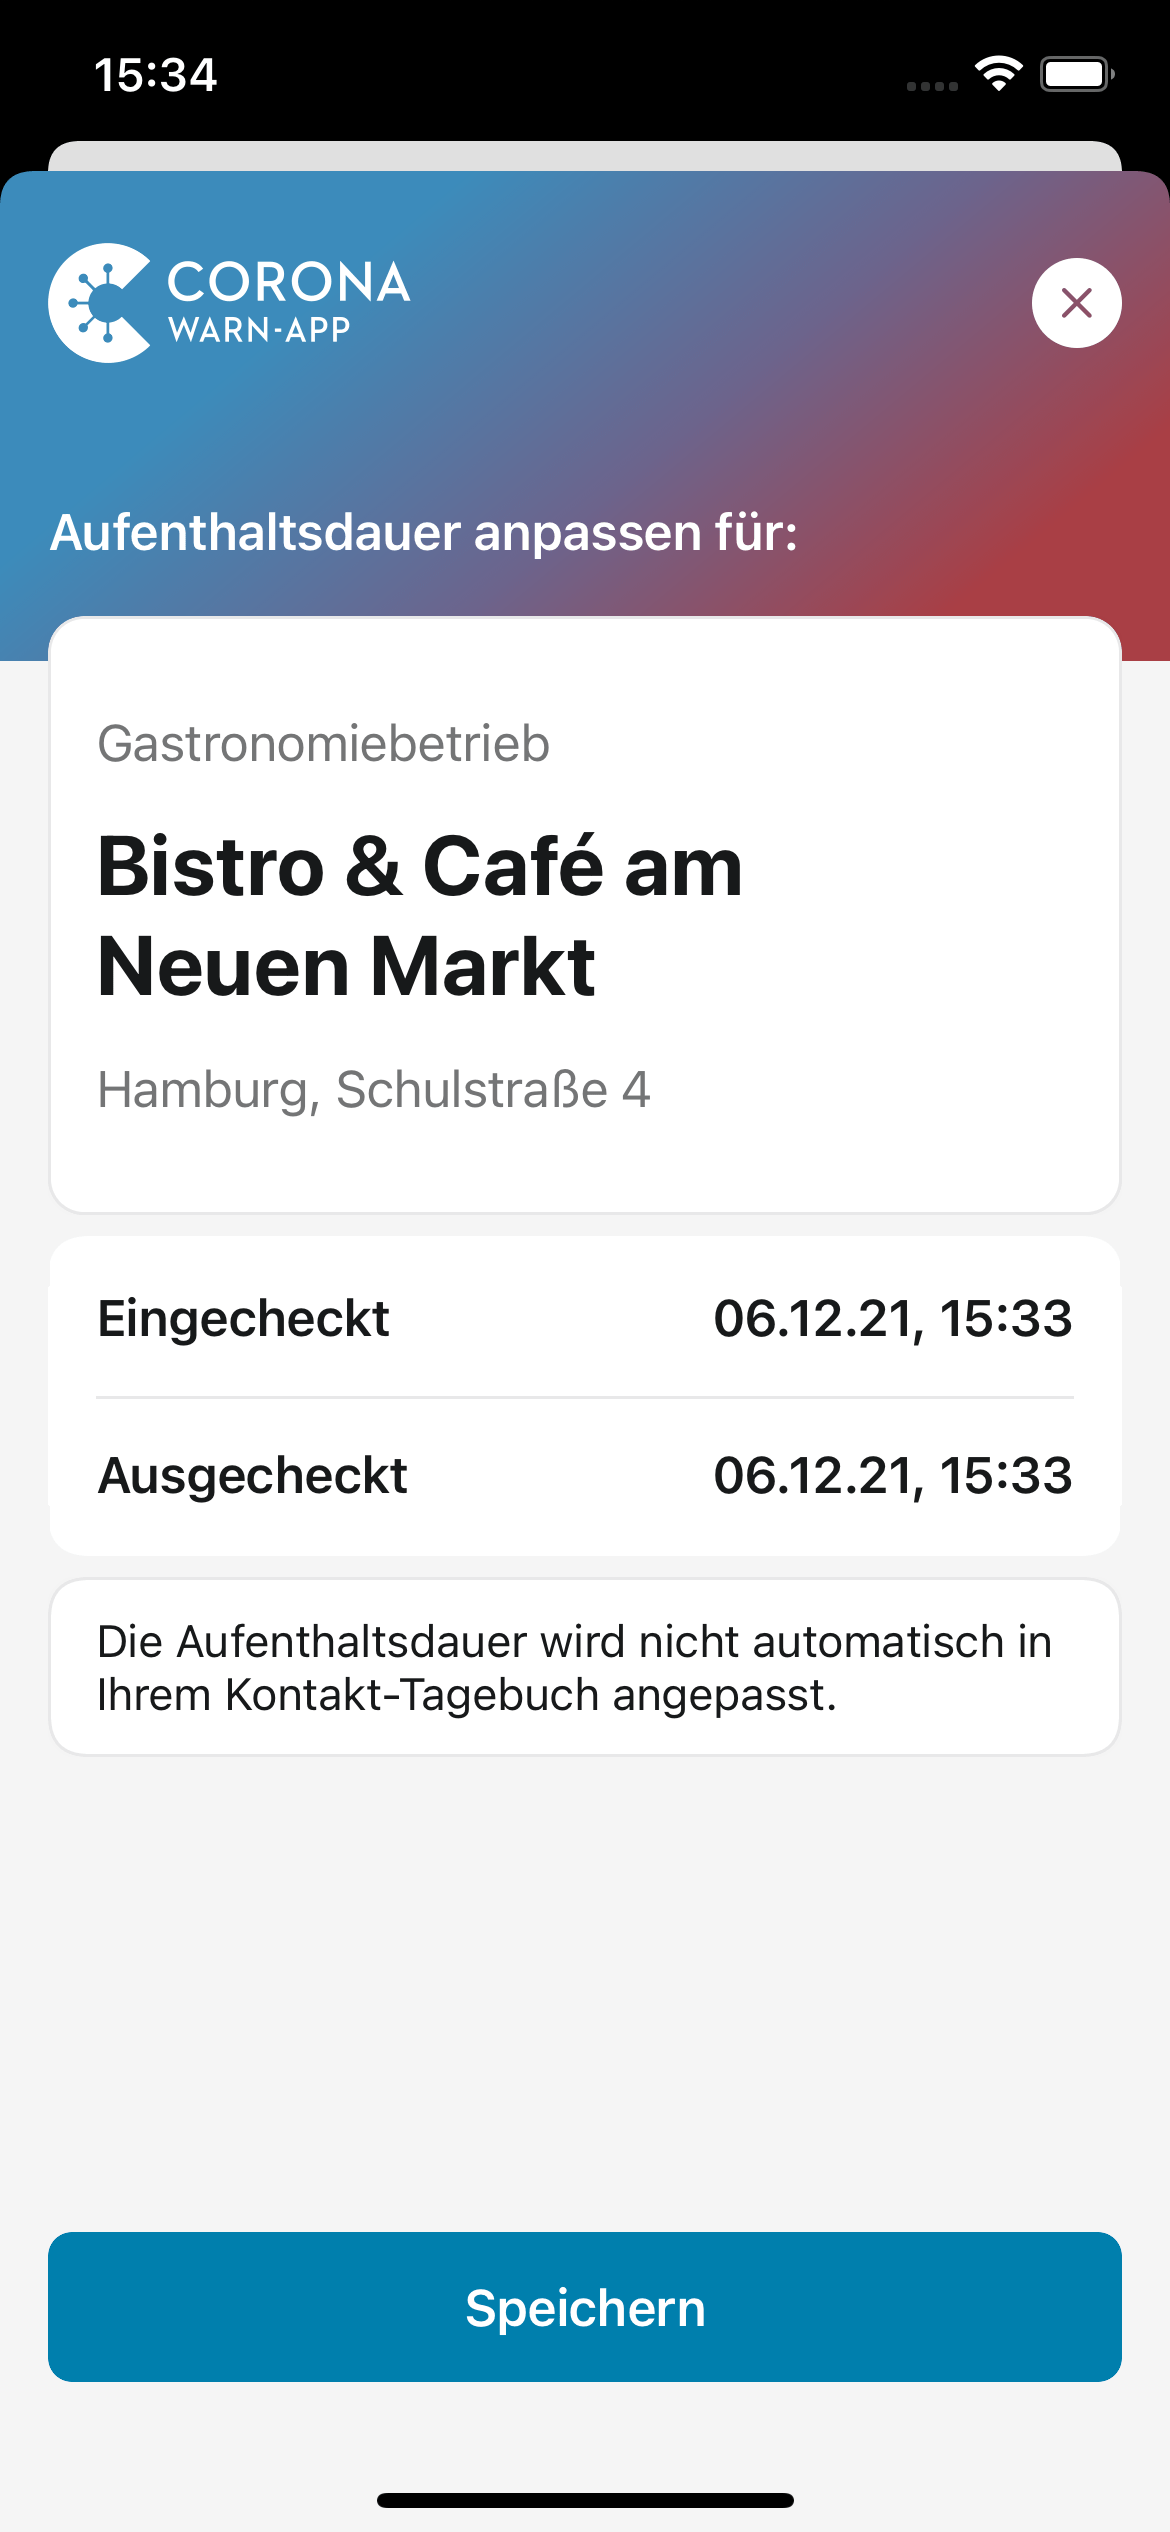 15:34
CORONA
WARN-APP
Aufenthaltsdauer anpassen für:
Gastronomiebetrieb
Bistro & Café am
Neuen Markt
Hamburg, Schulstraße 4
Eingecheckt 06.12.21, 15:33
Ausgecheckt 06.12.21, 15:33
Die Aufenthaltsdauer wird nicht automatisch in
Ihrem Kontakt-Tagebuch angepasst.
Speichern